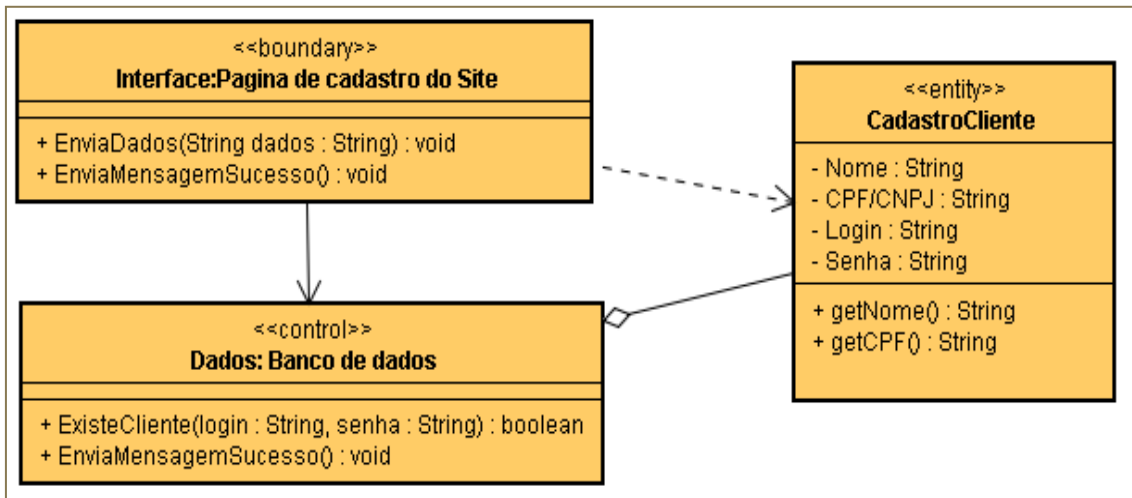 <<boundary>>
Interface:Pagina de cadastro do Site
+ EnviaDados(String dados : String) : void
+ EnviaMensagemSucesso() : void
<<control>>
Dados: Banco de dados
+ ExisteCliente(login : String, senha : String) : boolean
+ EnviaMensagemSucesso() : void
<<entity>>
CadastroCliente
- Nome : String
- CPF/CNPJ : String
- Login : String
- Senha : String
+ getNome() : String
+ getCPF() : String